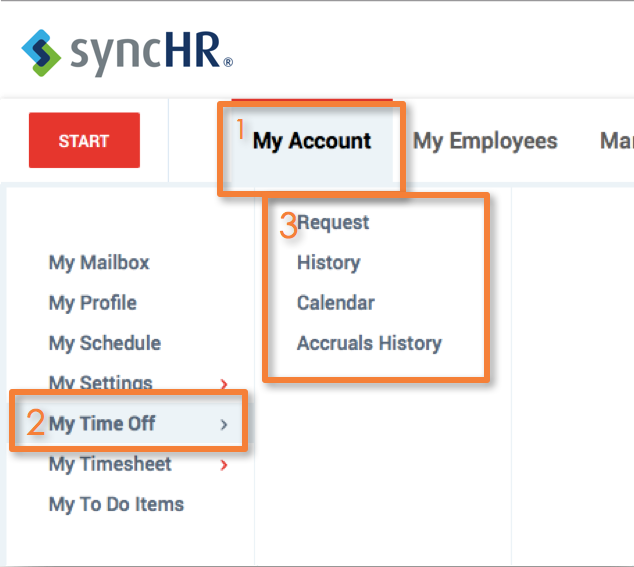 syncHR®
START
1 My Account
My Employees
Mar
3 Request
History
Calendar
Accruals History
My Mailbox
My Profile
My Schedule
My Settings >
2 My Time Off >
My Timesheet >
My To Do Items